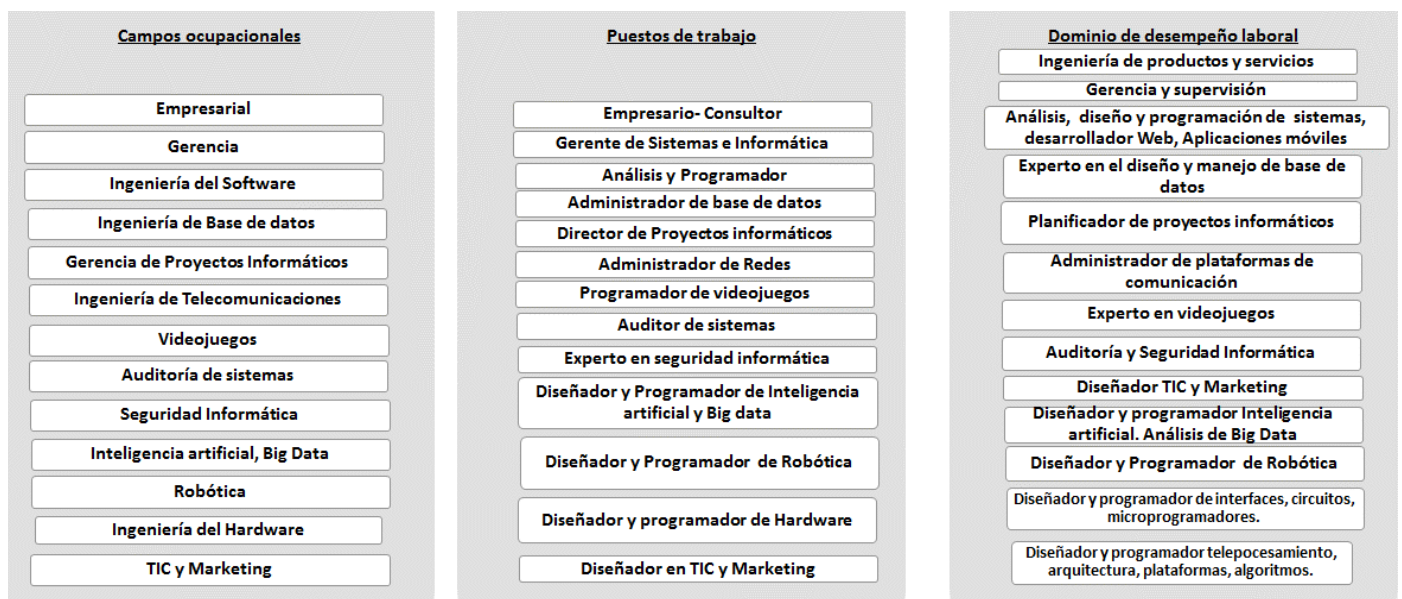 Campos ocupacionales
Empresarial
Gerencia
Ingeniería del Software
Ingeniería de Base de datos
Gerencia de Proyectos Informáticos
Ingeniería de Telecomunicaciones
Videojuegos
Auditoría de sistemas
Seguridad Informática
Inteligencia artificial, Big Data
Robótica
Ingeniería del Hardware
TIC y Marketing
Puestos de trabajo
Empresario- Consultor
Gerente de Sistemas e Informática
Análisis y Programador
Administrador de base de datos
Director de Proyectos informáticos
Administrador de Redes
Programador de videojuegos
Auditor de sistemas
Experto en seguridad informática
Diseñador y Programador de Inteligencia
artificial y Big data
Diseñador y Programador de Robótica
Diseñador y programador de Hardware
Diseñador en TIC y Marketing
Dominio de desempeño laboral
Ingeniería de productos y servicios
Gerencia y supervisión
Análisis, diseño y programación de sistemas,
desarrollador Web, Aplicaciones móviles
Experto en el diseño y manejo de base de
datos
Planificador de proyectos informáticos
Administrador de plataformas de
comunicación
Experto en videojuegos
Auditoría y Seguridad Informática
Diseñador TIC y Marketing
Diseñador y programador Inteligencia
artificial. Análisis de Big Data
Diseñador y Programador de Robótica
Diseñador y programador de interfaces, circuitos,
microprogramadores.
Diseñador y programador telepocesamiento,
arquitectura, plataformas, algoritmos.